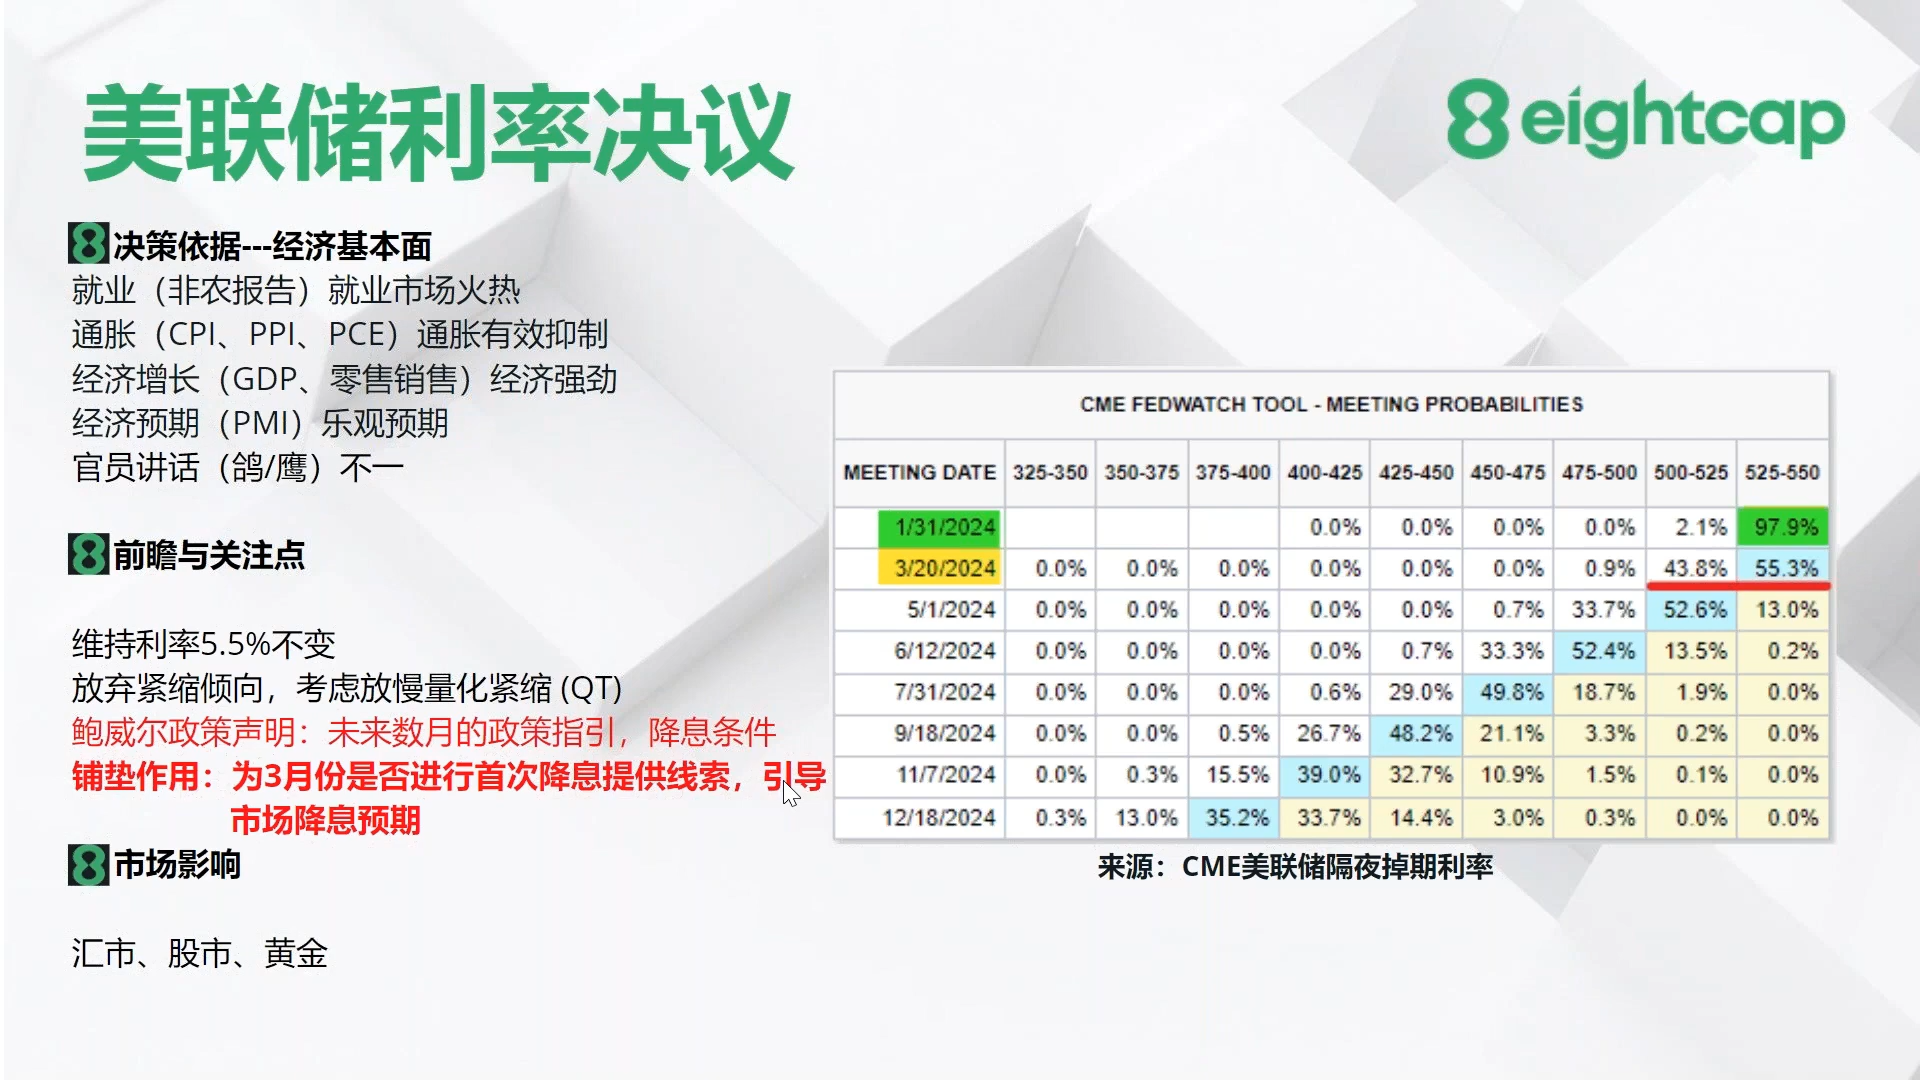 美联储利率决议
8 eightcap
决策依据---经济基本面
就业（非农报告）就业市场火热
通胀（CPI、PPI、PCE）通胀有效抑制
经济增长（GDP、零售销售）经济强劲
经济预期（PMI）乐观预期
官员讲话（鸽/鹰）不一
前瞻与关注点
维持利率5.5%不变
放弃紧缩倾向，考虑放慢量化紧缩 (QT)
鲍威尔政策声明：未来数月的政策指引，降息条件
铺垫作用：为3月份是否进行首次降息提供线索，引导
市场降息预期
市场影响
汇市、股市、黄金
CME FEDWATCH TOOL - MEETING PROBABILITIES
MEETING DATE 325-350 350-375 375-400 400-425 425-450 450-475 475-500 500-525 525-550
1/31/2024 0.0% 0.0% 0.0% 0.0% 2.1% 97.9%
3/20/2024 0.0% 0.0% 0.0% 0.0% 0.0% 0.0% 0.9% 43.8% 55.3%
5/1/2024 0.0% 0.0% 0.0% 0.0% 0.0% 0.7% 33.7% 52.6% 13.0%
6/12/2024 0.0% 0.0% 0.0% 0.0% 0.7% 33.3% 52.4% 13.5% 0.2%
7/31/2024 0.0% 0.0% 0.0% 0.6% 29.0% 49.8% 18.7% 1.9% 0.0%
9/18/2024 0.0% 0.0% 0.5% 26.7% 48.2% 21.1% 3.3% 0.2% 0.0%
11/7/2024 0.0% 0.3% 15.5% 39.0% 32.7% 10.9% 1.5% 0.1% 0.0%
12/18/2024 0.3% 13.0% 35.2% 33.7% 14.4% 3.0% 0.3% 0.0% 0.0%
来源：CME美联储隔夜掉期利率